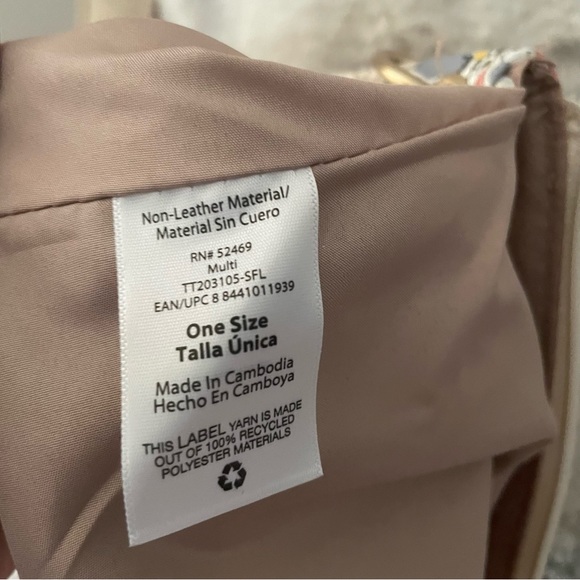 Non-Leather Material/
Material Sin Cuero
RN# 52469
Multi
TT203105-SFL
EAN/UPC 8 8441011939
One Size
Talla Única
Made In Cambodia
Hecho En Camboya
THIS LABEL YARN IS MADE
OUT OF 100% RECYCLED
POLYESTER MATERIALS